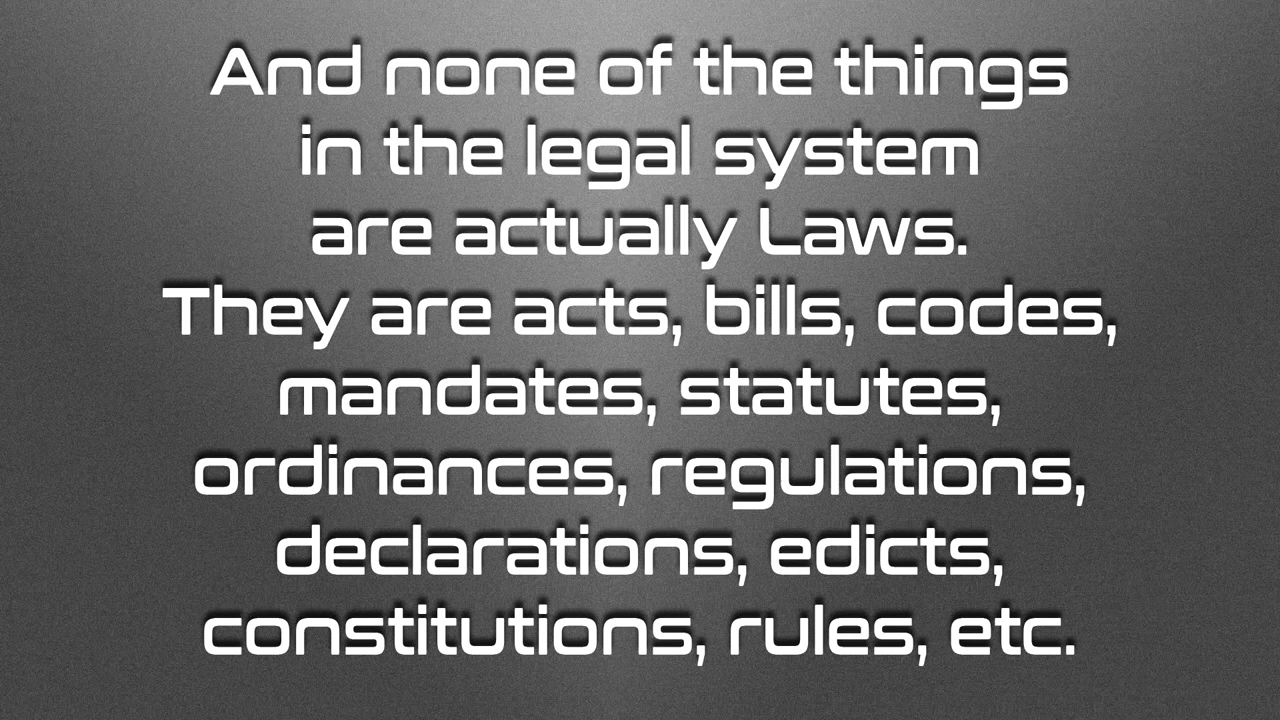 And none of the things
in the legal system
are actually Laws.
They are acts, bills, codes,
mandates, statutes,
ordinances, regulations,
declarations, edicts,
constitutions, rules, etc.